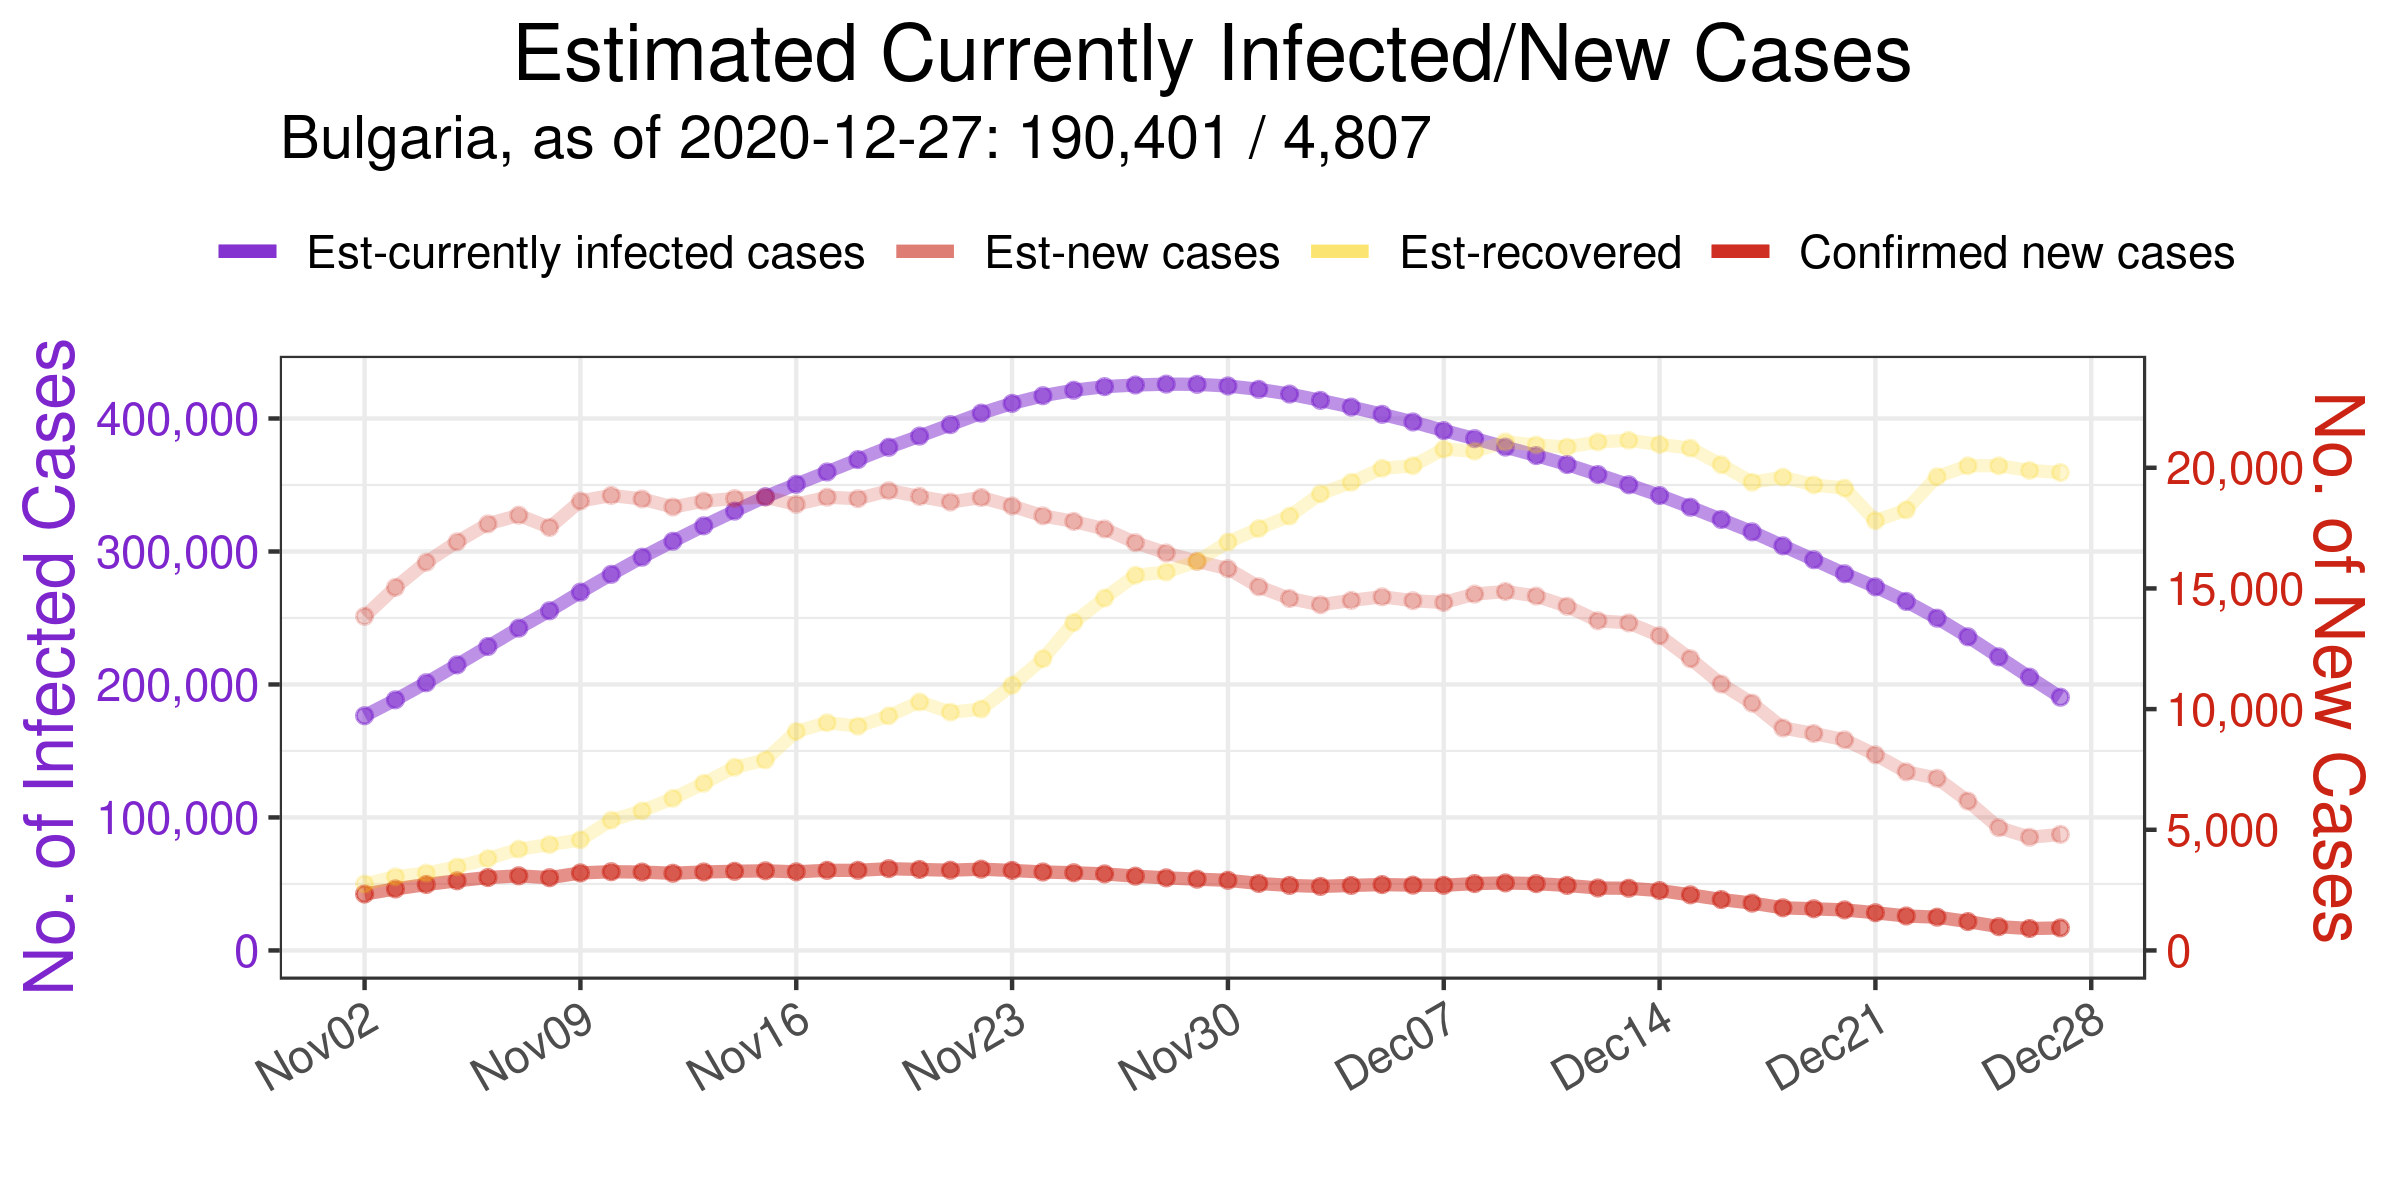 Estimated Currently Infected/New Cases
Bulgaria, as of 2020-12-27: 190,401 / 4,807
Est-currently infected cases Est-new cases Est-recovered Confirmed new cases
No. of Infected Cases
400,000
300,000
200,000
100,000
0
20,000
15,000
10,000
5,000
0
No. of New Cases
Nov02 Nov09 Nov16 Nov23 Nov30 Dec07 Dec14 Dec21 Dec28